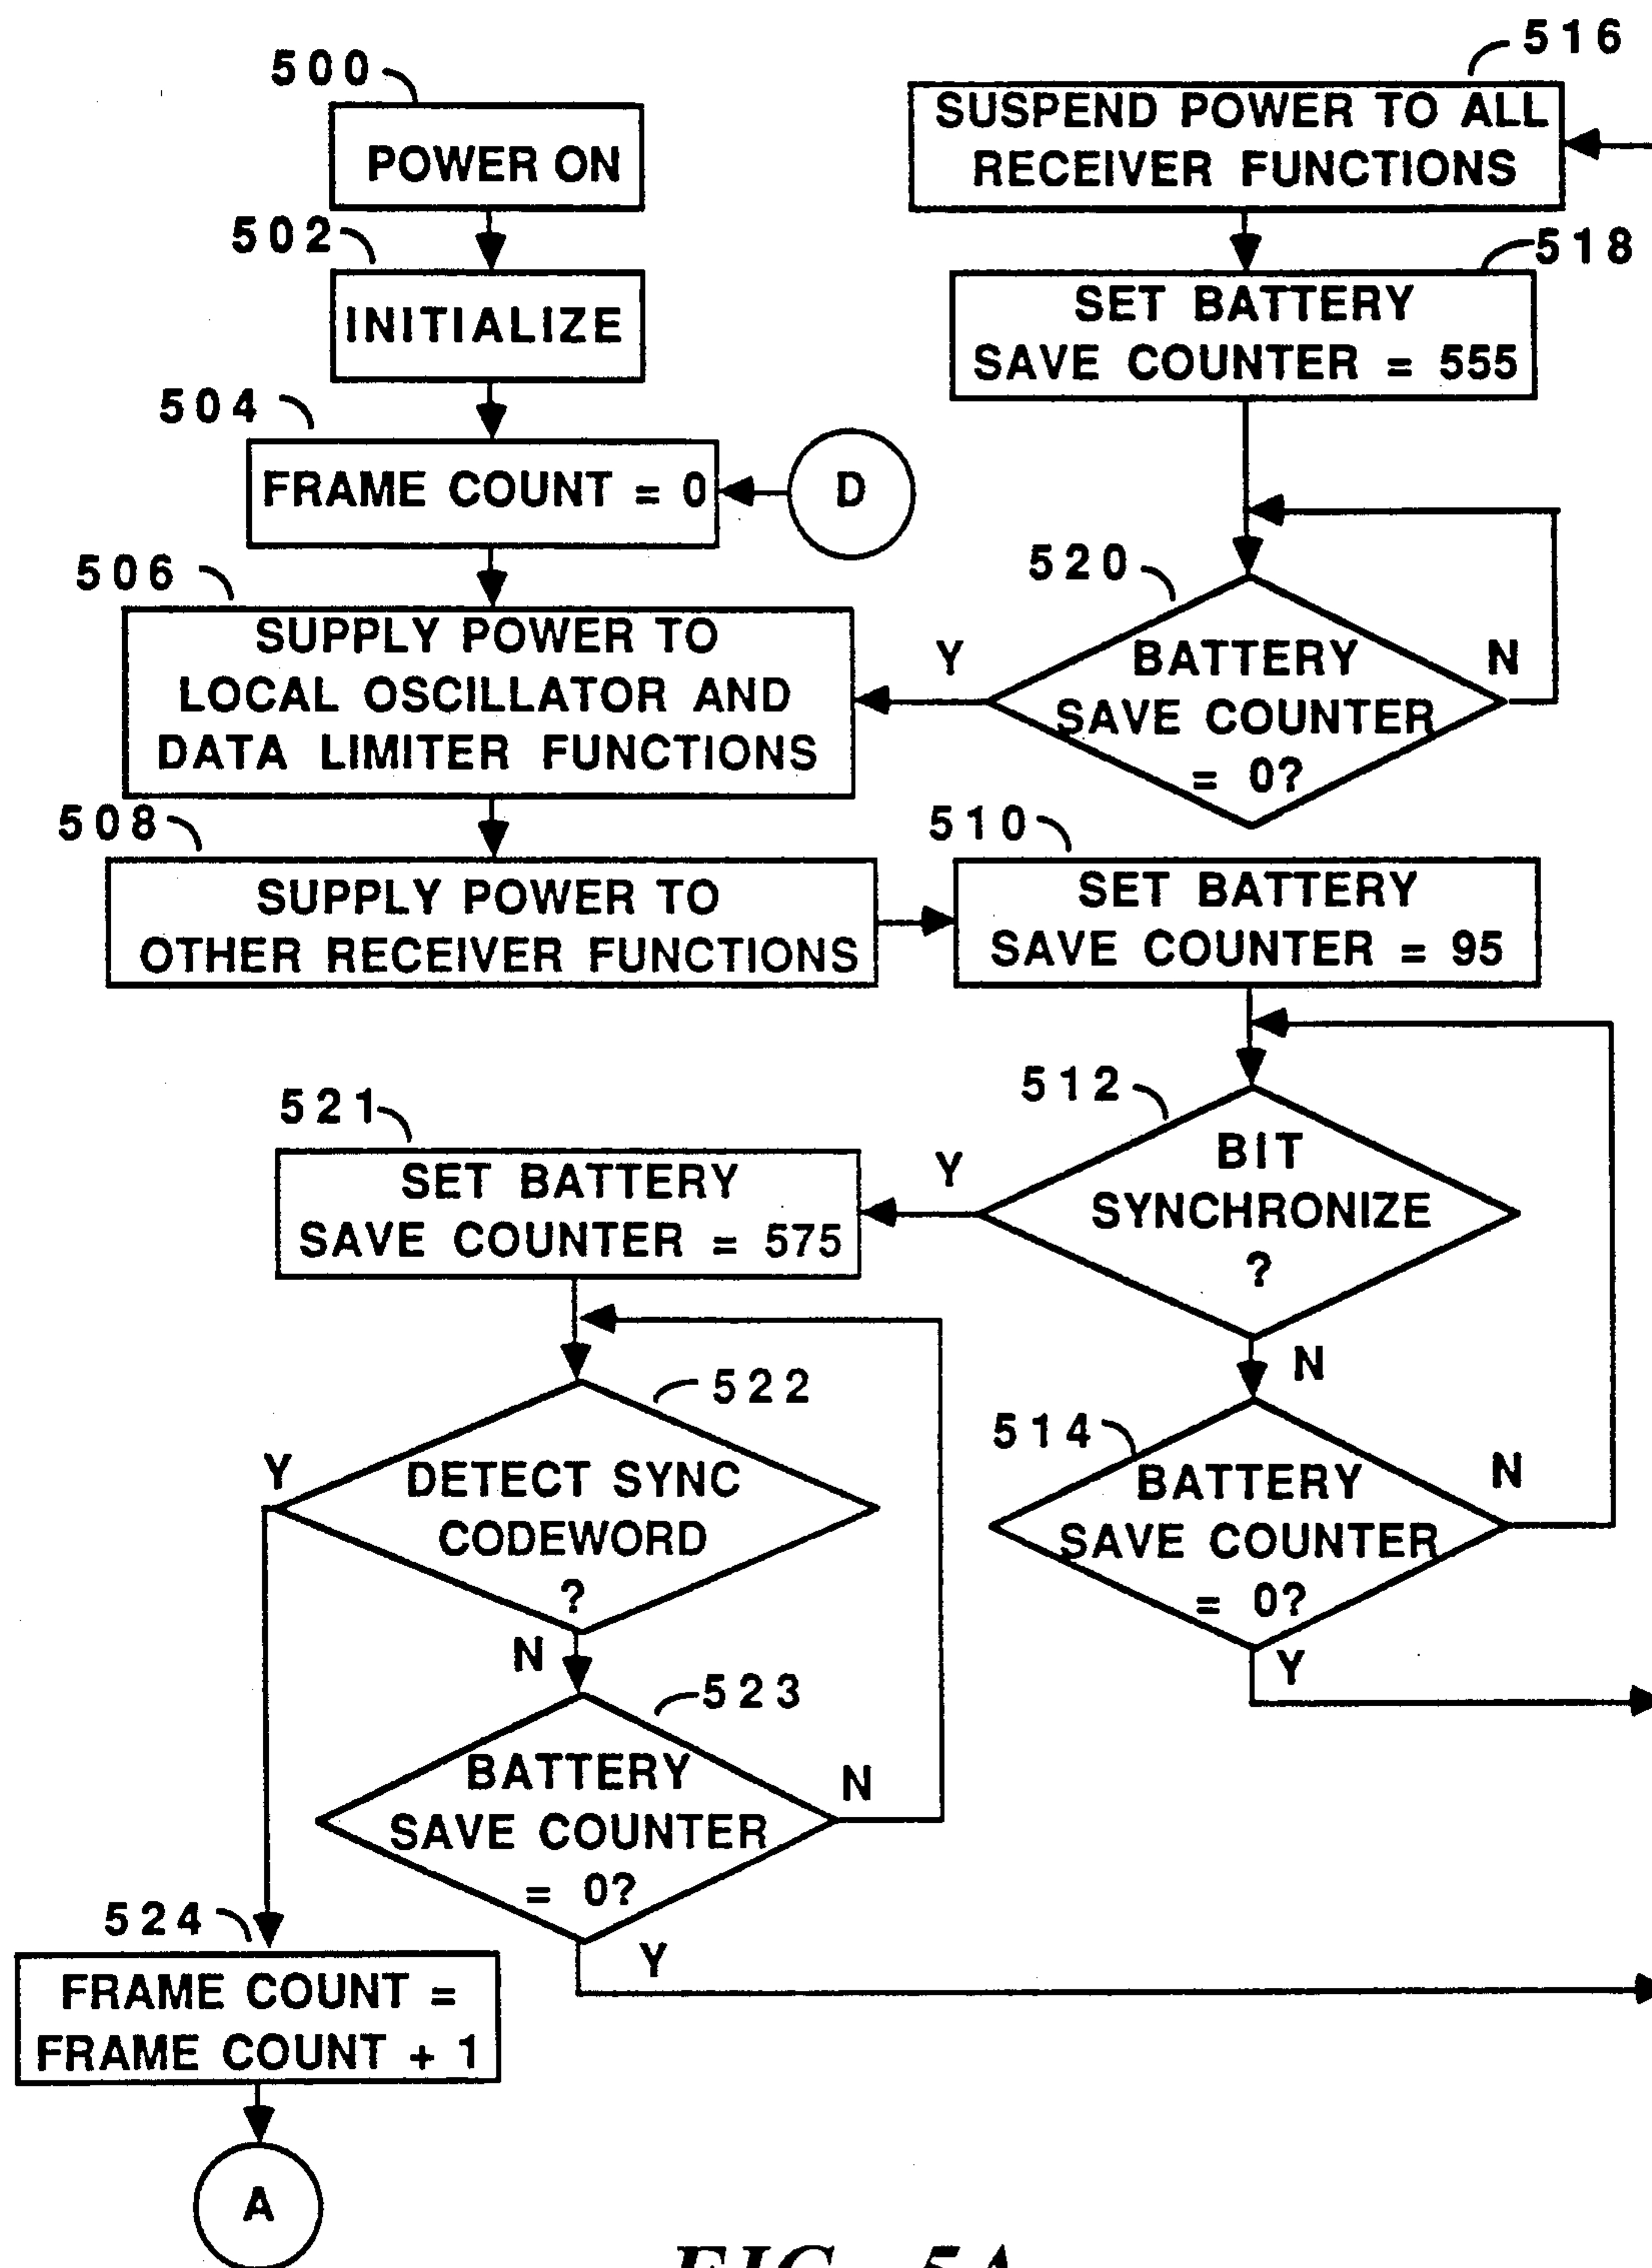 500
POWER ON
502
INITIALIZE
504
FRAME COUNT = 0
D
506
SUPPLY POWER TO
LOCAL OSCILLATOR AND
DATA LIMITER FUNCTIONS
508
SUPPLY POWER TO
OTHER RECEIVER FUNCTIONS
516
SUSPEND POWER TO ALL
RECEIVER FUNCTIONS
518
SET BATTERY
SAVE COUNTER = 555
520
BATTERY
SAVE COUNTER
= 0?
Y
N
510
SET BATTERY
SAVE COUNTER = 95
512
BIT
SYNCHRONIZE
?
Y
N
514
BATTERY
SAVE COUNTER
= 0?
N
Y
521
SET BATTERY
SAVE COUNTER = 575
522
DETECT SYNC
CODEWORD
?
Y
N
523
BATTERY
SAVE COUNTER
= 0?
N
Y
524
FRAME COUNT =
FRAME COUNT + 1
A
FIG. 5A